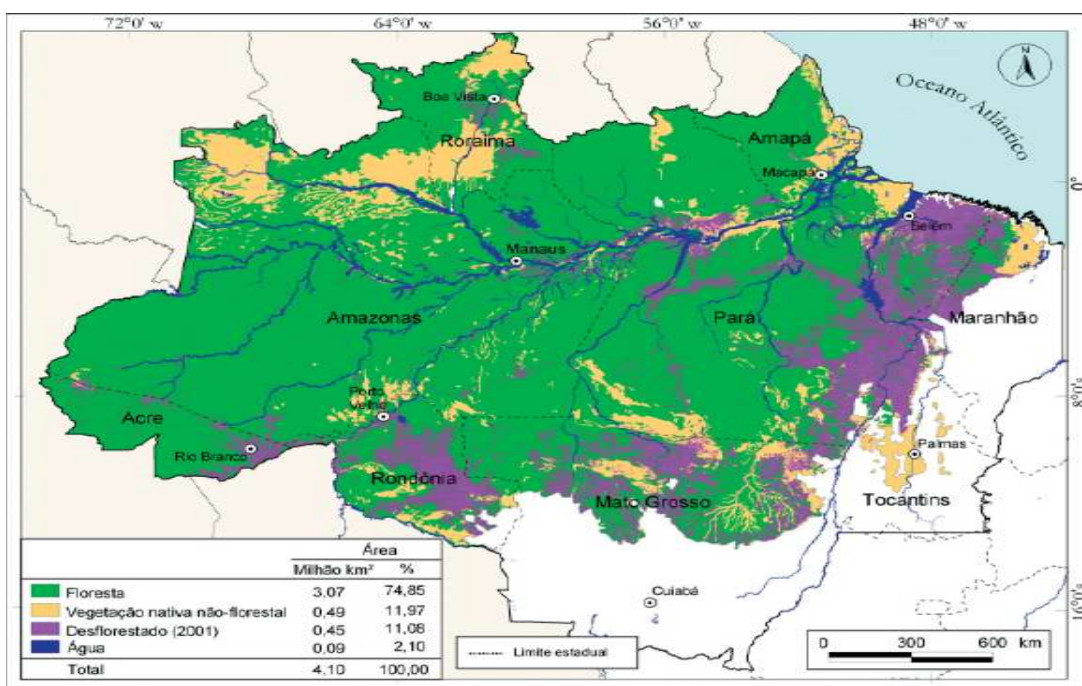 72°0' w 64°0' w 56°0' w 48°0' w
Boa Vista
Roraima
Amapá
Macapá
Oceano Atlántico
0°
Belém
Manaus
Amazonas
Pará
Maranhão
Porto Velho
8°0's
Acre
Rio Branco
Palmas
Rondônia
Mato Grosso
Tocantins
Cuiabá
16°0's
Área
Milhão km² %
Floresta 3,07 74,85
Vegetação nativa não-florestal 0,49 11,97
Desflorestado (2001) 0,45 11,08
Água 0,09 2,10
Total 4,10 100,00
Limite estadual
0 300 600 km